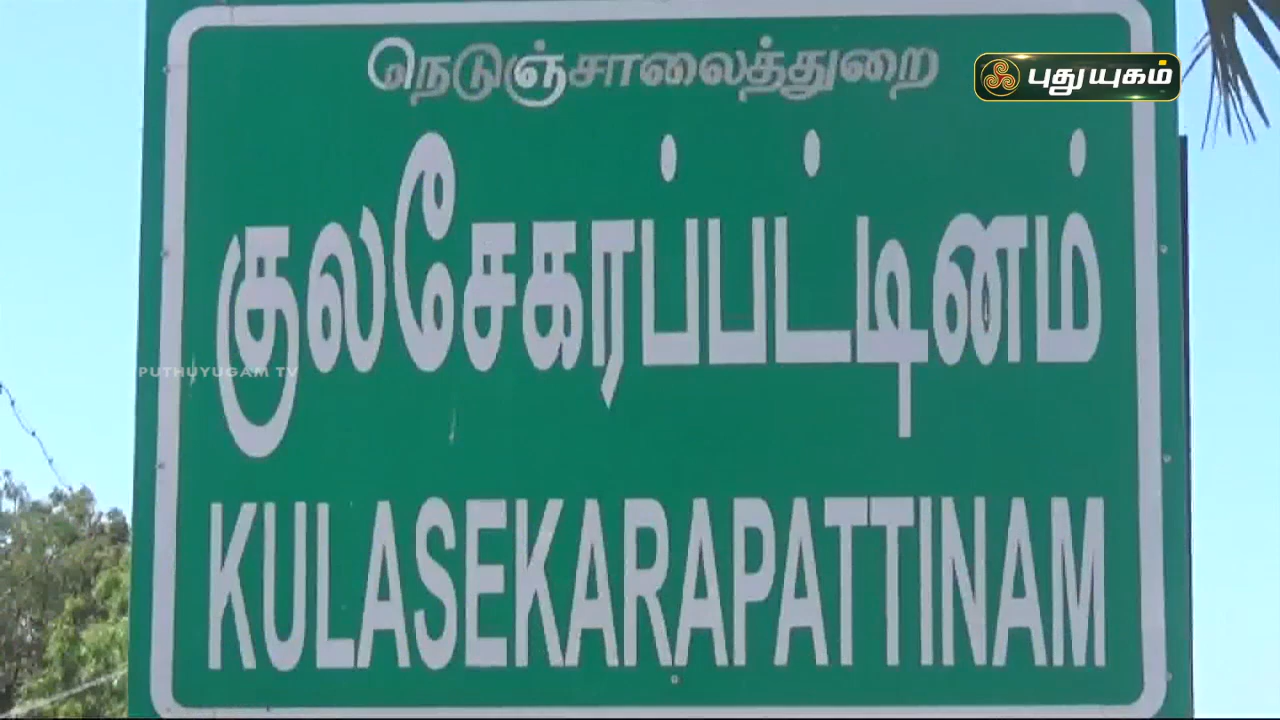 நெடுஞ்சாலைத்துறை
புதுயுகம்
குலசேகரப்பட்டினம்
PUTHUYUGAM TV
KULASEKARAPATTINAM